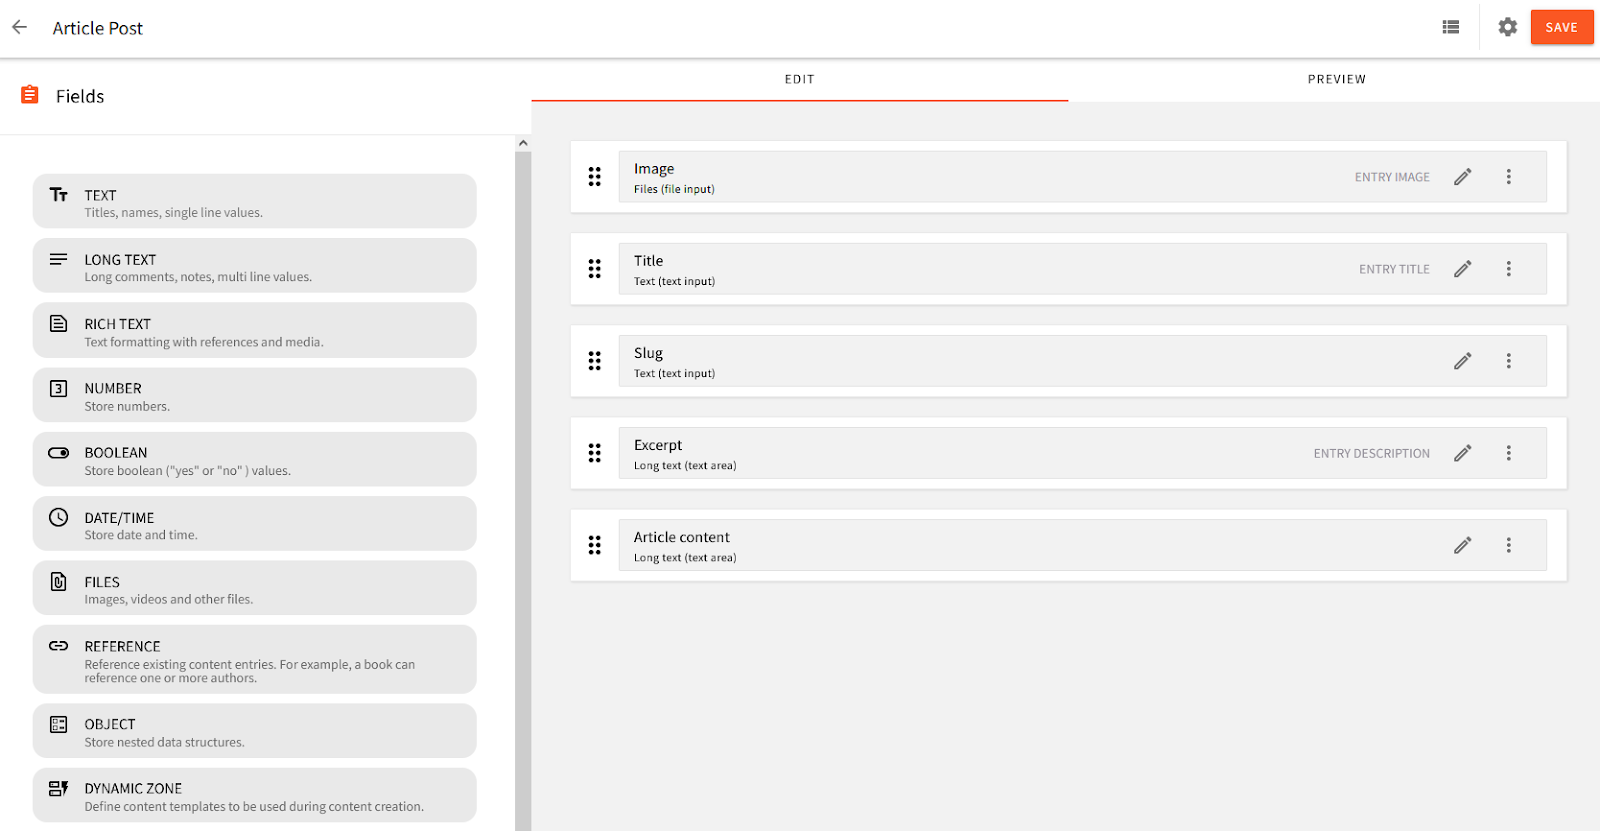 Article Post
SAVE
Fields
EDIT
PREVIEW
TEXT
Titles, names, single line values.
LONG TEXT
Long comments, notes, multi line values.
RICH TEXT
Text formatting with references and media.
NUMBER
Store numbers.
BOOLEAN
Store boolean ("yes" or "no" ) values.
DATE/TIME
Store date and time.
FILES
Images, videos and other files.
REFERENCE
Reference existing content entries. For example, a book can
reference one or more authors.
OBJECT
Store nested data structures.
DYNAMIC ZONE
Define content templates to be used during content creation.
Image
Files (file input)
ENTRY IMAGE
Title
Text (text input)
ENTRY TITLE
Slug
Text (text input)
Excerpt
Long text (text area)
ENTRY DESCRIPTION
Article content
Long text (text area)